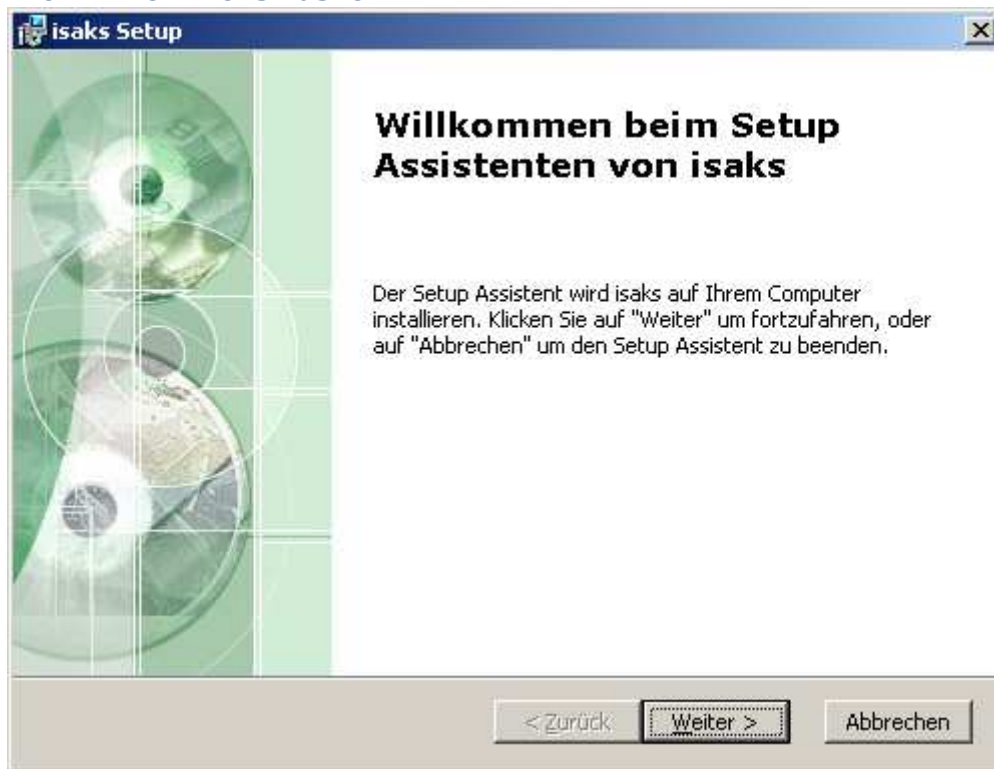 isaks Setup
Willkommen beim Setup
Assistenten von isaks
Der Setup Assistent wird isaks auf Ihrem Computer
installieren. Klicken Sie auf "Weiter" um fortzufahren, oder
auf "Abbrechen" um den Setup Assistent zu beenden.
< Zurück Weiter > Abbrechen